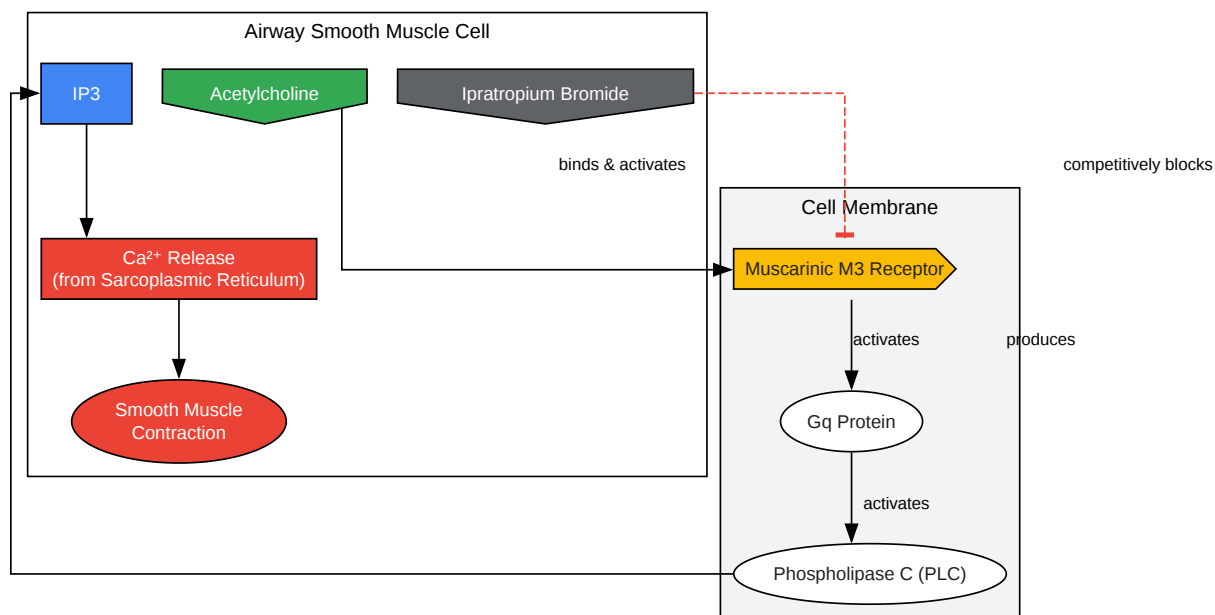 Airway Smooth Muscle Cell
IP3
Acetylcholine
Ipratropium Bromide
binds & activates
competitively blocks
Cell Membrane
Ca²⁺ Release
(from Sarcoplasmic Reticulum)
Muscarinic M3 Receptor
activates
produces
Smooth Muscle
Contraction
Gq Protein
activates
Phospholipase C (PLC)